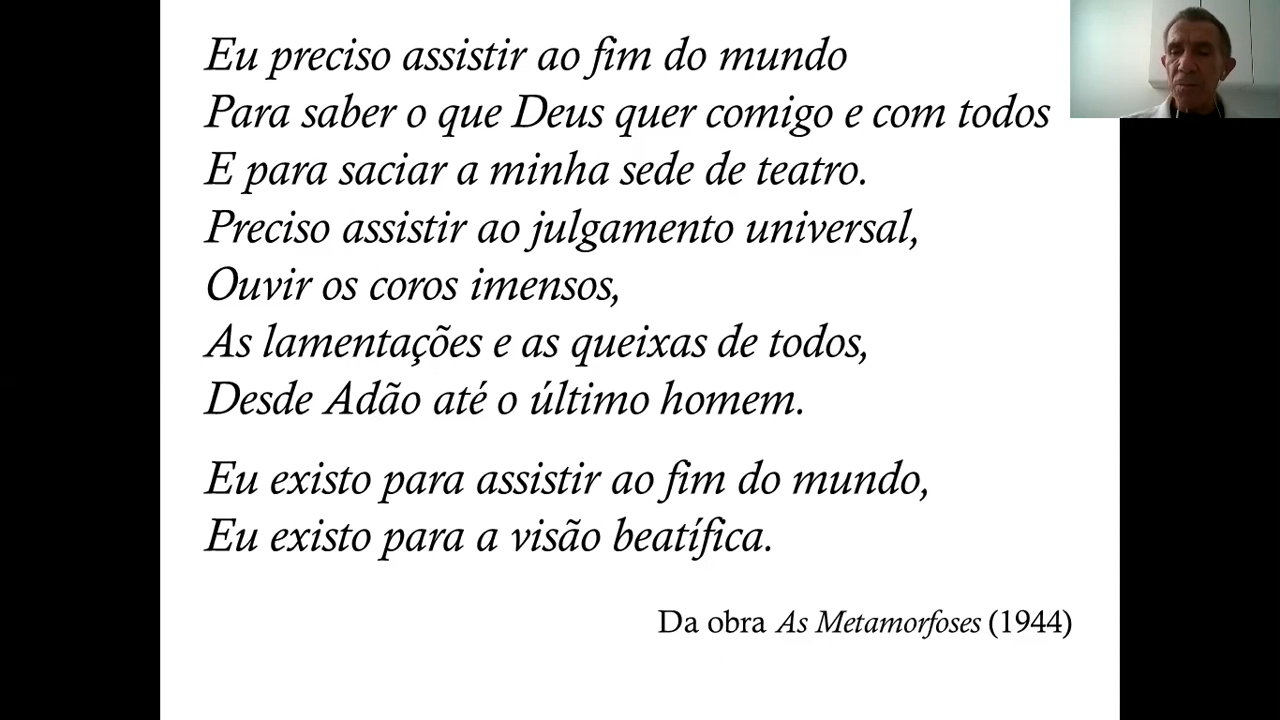 Eu preciso assistir ao fim do mundo
Para saber o que Deus quer comigo e com todos
E para saciar a minha sede de teatro.
Preciso assistir ao julgamento universal,
Ouvir os coros imensos,
As lamentações e as queixas de todos,
Desde Adão até o último homem.
Eu existo para assistir ao fim do mundo,
Eu existo para a visão beatífica.
Da obra As Metamorfoses (1944)